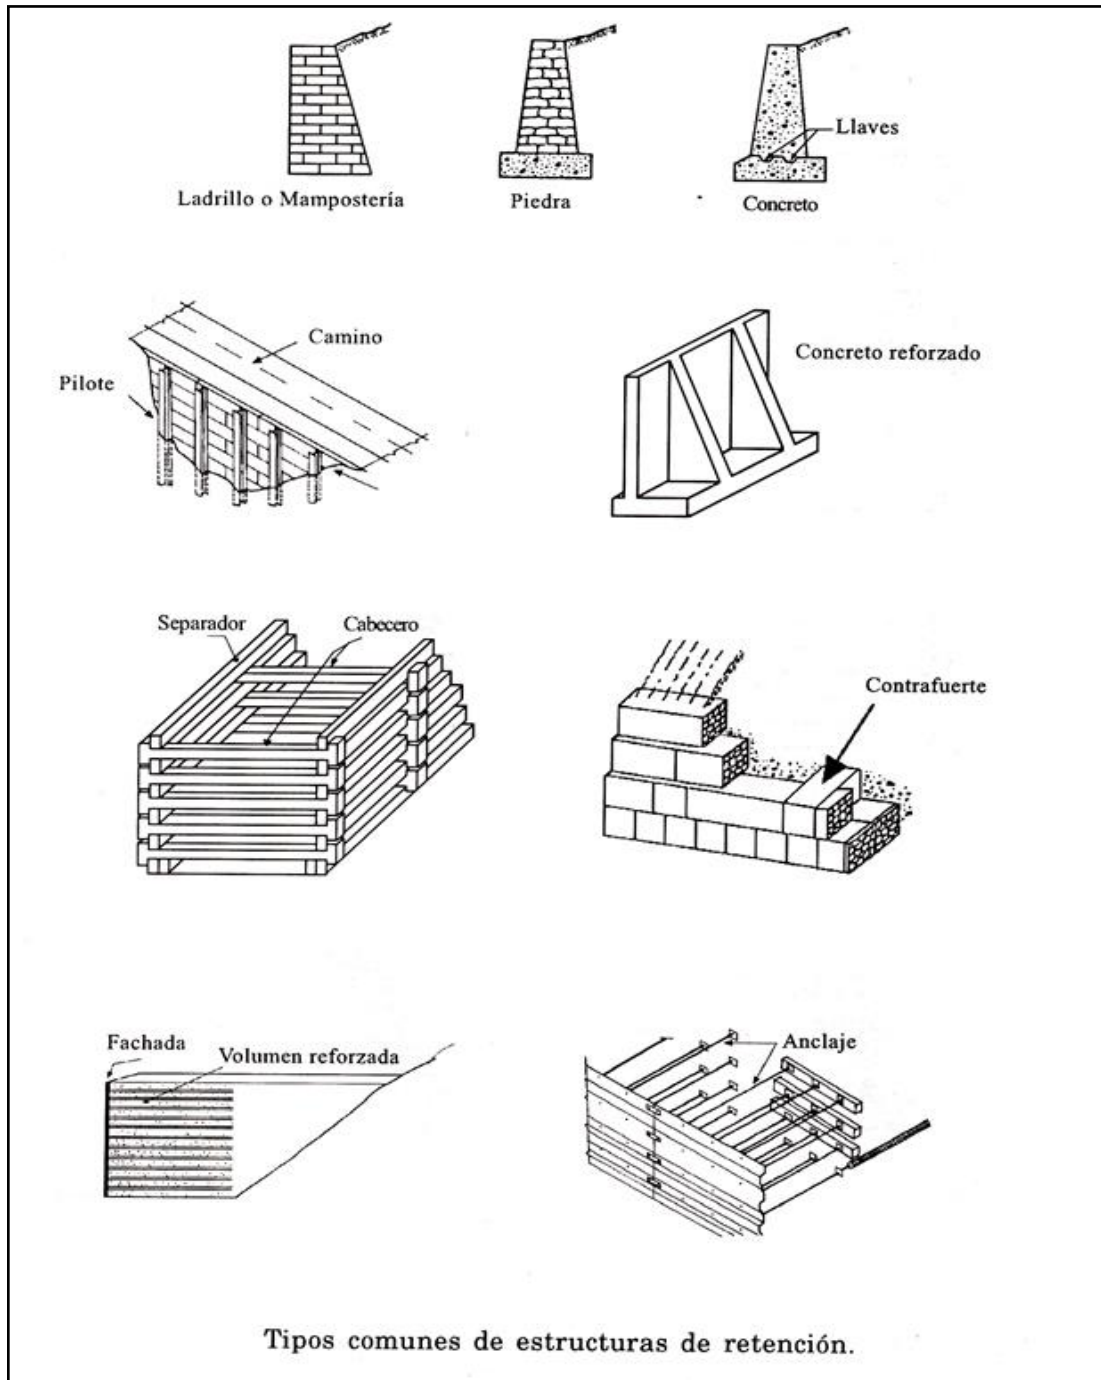 Llaves
Ladrillo o Mampostería
Piedra
Concreto
Camino
Pilote
Concreto reforzado
Separador
Cabecero
Contrafuerte
Fachada
Volumen reforzada
Anclaje
Tipos comunes de estructuras de retención.